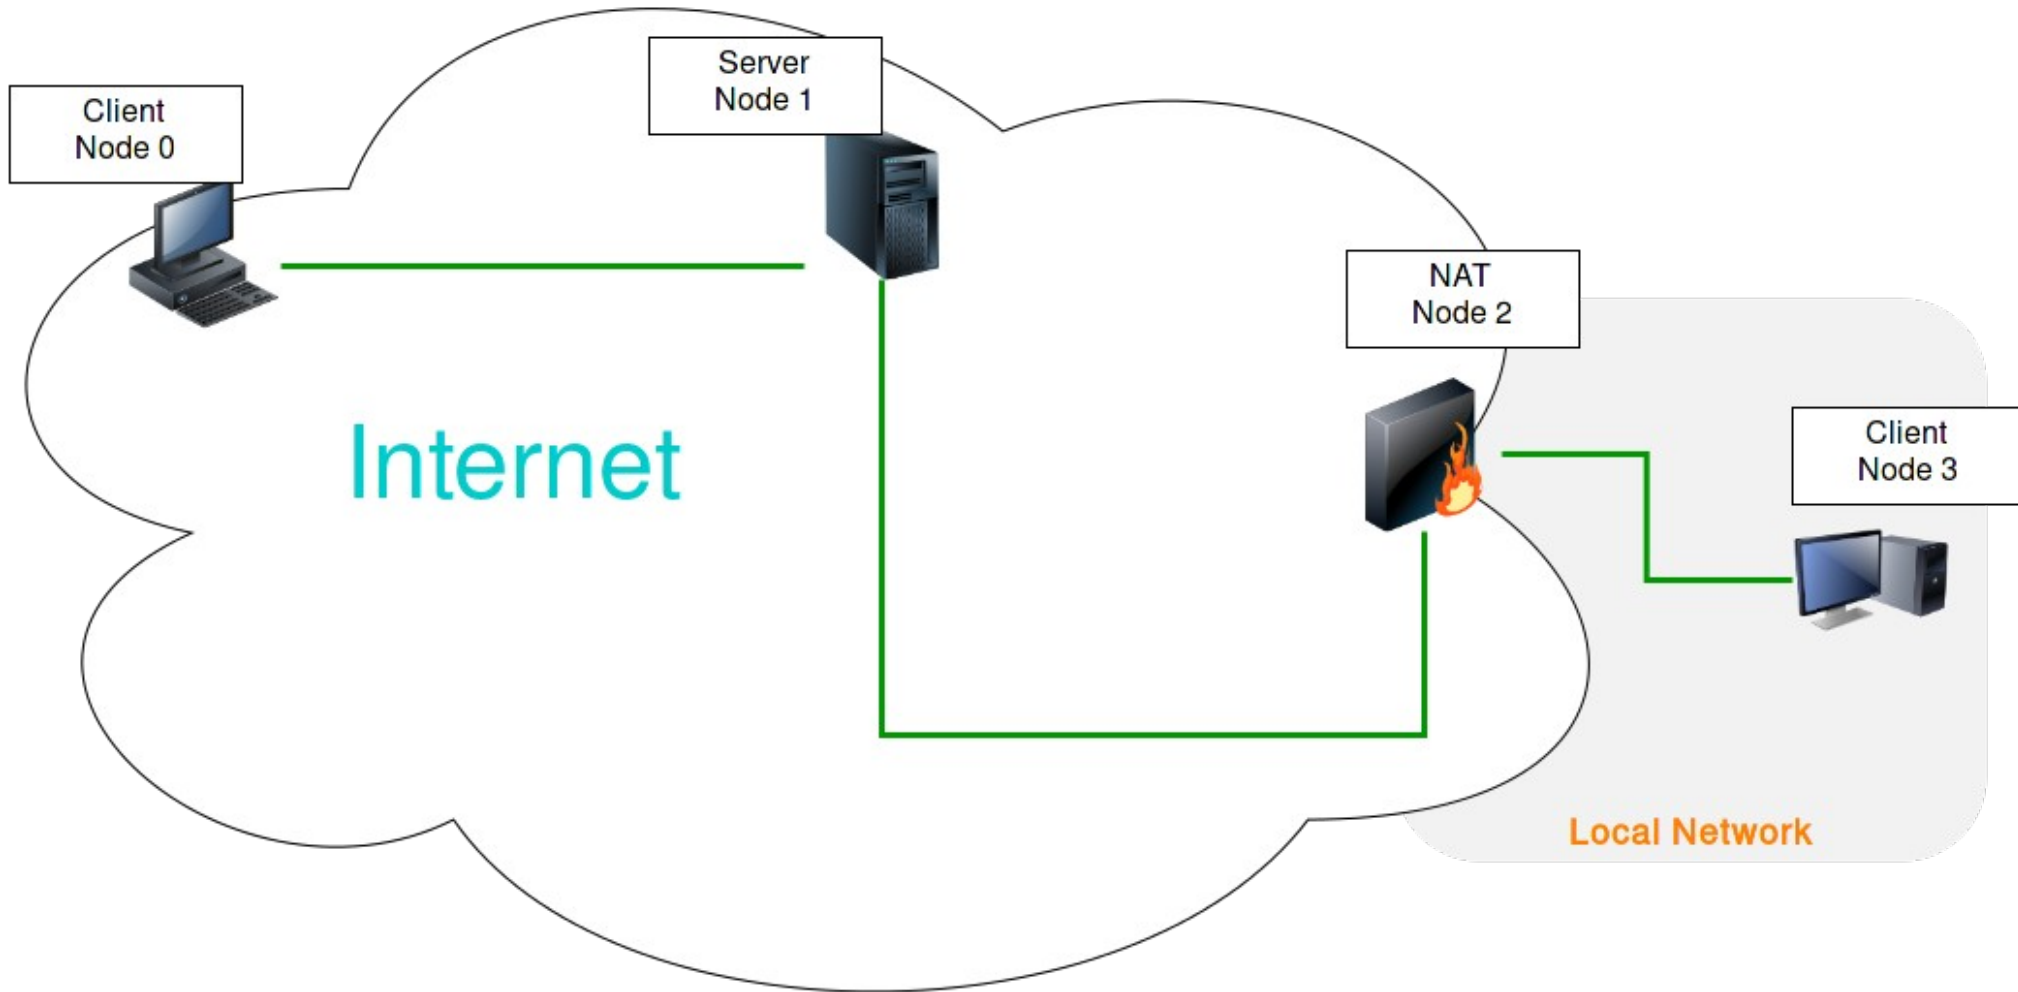 Server
Node 1
Client
Node 0
NAT
Node 2
Client
Node 3
Internet
Local Network